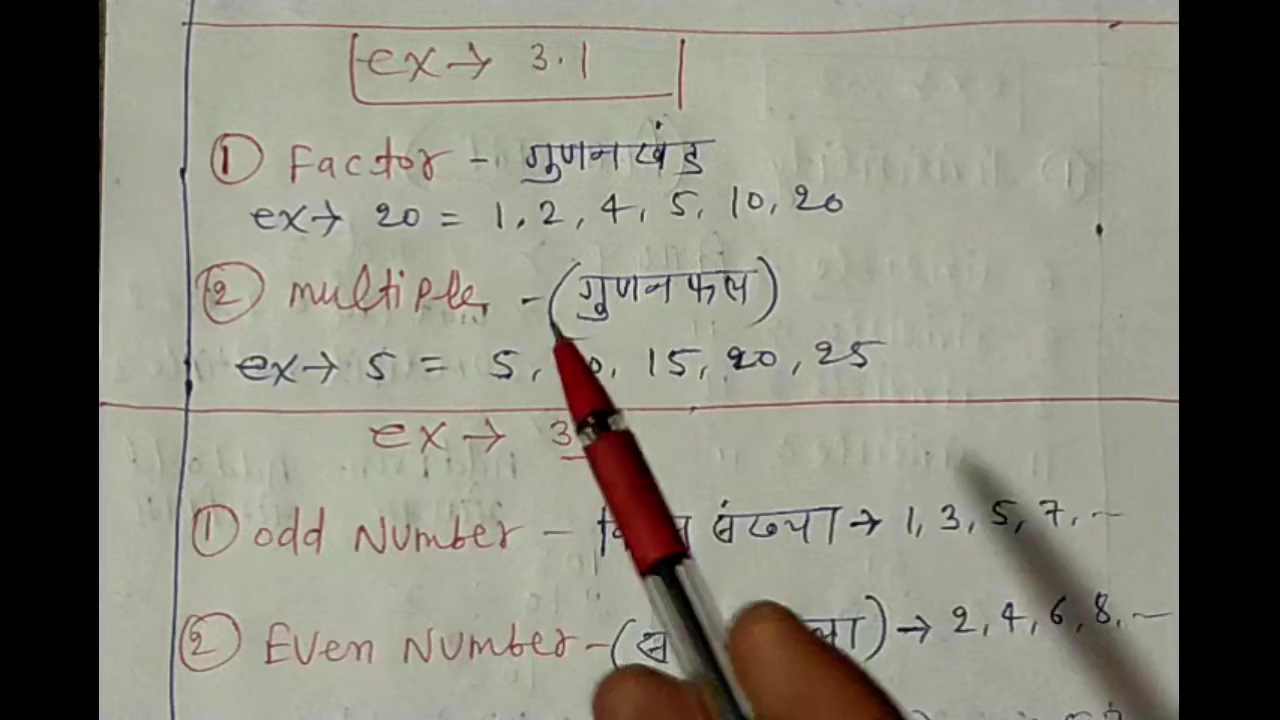 ex → 3.1
① Factor - गुणनखंड
ex → 20 = 1, 2, 4, 5, 10, 20
② multiple - (गुणनफल)
ex → 5 = 5, 15, 20, 25
ex → 3
① odd Number - संख्या → 1, 3, 5, 7, --
② Even Number - ( ) → 2, 4, 6, 8, --